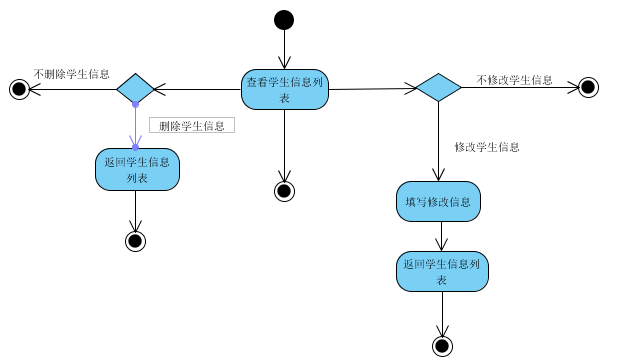 不删除学生信息
查看学生信息列
表
不修改学生信息
删除学生信息
返回学生信息
列表
修改学生信息
填写修改信息
返回学生信息列
表